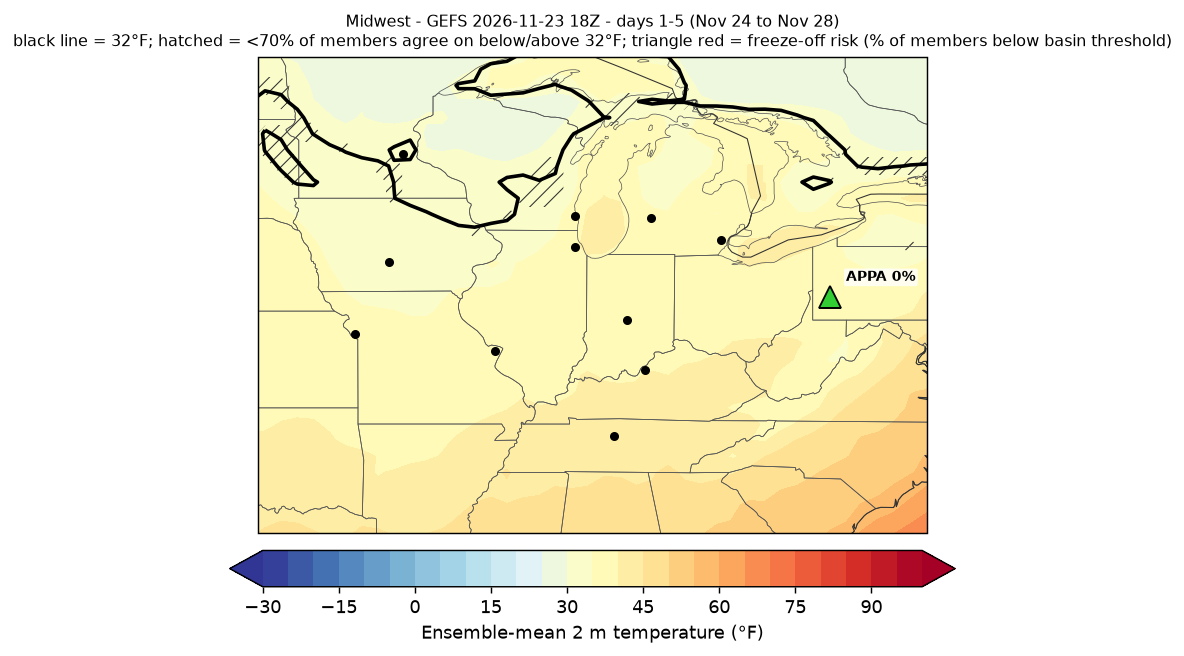 Midwest - GEFS 2026-11-23 18Z - days 1-5 (Nov 24 to Nov 28)
black line = 32°F; hatched = <70% of members agree on below/above 32°F; triangle red = freeze-off risk (% of members below basin threshold)
APPA 0%
−30 −15 0 15 30 45 60 75 90
Ensemble-mean 2 m temperature (°F)